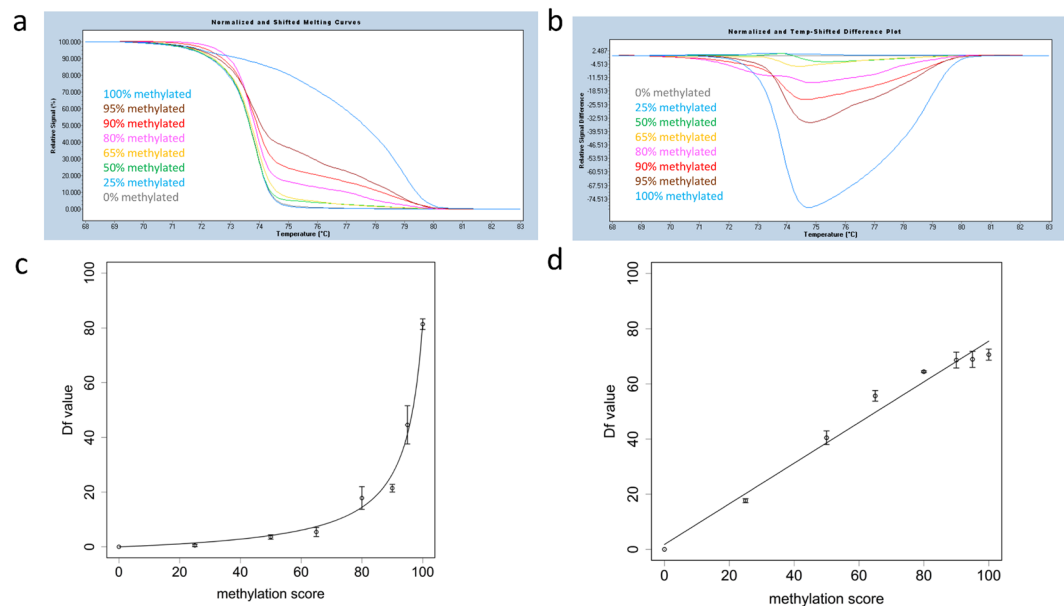 a
Normalized and Shifted Melting Curves
Relative Signal (%)
100.000
90.000
80.000
70.000
60.000
50.000
40.000
30.000
20.000
10.000
0.000
100% methylated
95% methylated
90% methylated
80% methylated
65% methylated
50% methylated
25% methylated
0% methylated
68 69 70 71 72 73 74 75 76 77 78 79 80 81 82 83
Temperature [°C]
b
Normalized and Temp-Shifted Difference Plot
Relative Signal Difference
2.487
-4.513
-11.513
-18.513
-25.513
-32.513
-39.513
-46.513
-53.513
-60.513
-67.513
-74.513
0% methylated
25% methylated
50% methylated
65% methylated
80% methylated
90% methylated
95% methylated
100% methylated
68 69 70 71 72 73 74 75 76 77 78 79 80 81 82 83
Temperature [°C]
c
Df value
100
80
60
40
20
0
0 20 40 60 80 100
methylation score
d
Df value
100
80
60
40
20
0
0 20 40 60 80 100
methylation score